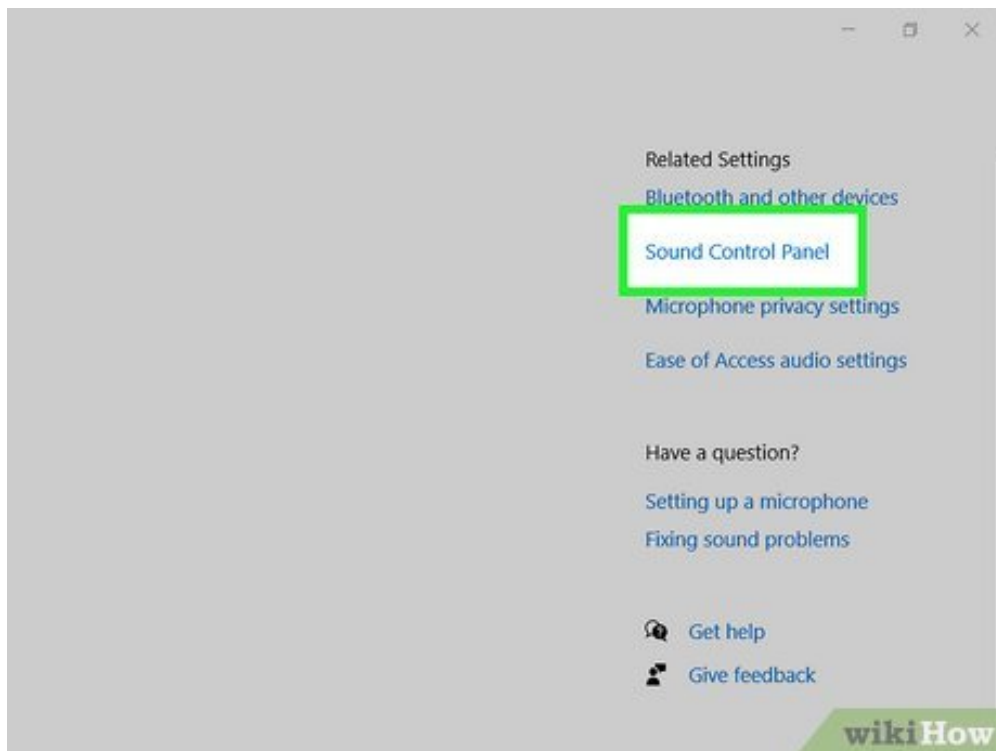 Related Settings
Bluetooth and other devices
Sound Control Panel
Microphone privacy settings
Ease of Access audio settings
Have a question?
Setting up a microphone
Fixing sound problems
Get help
Give feedback
wikiHow